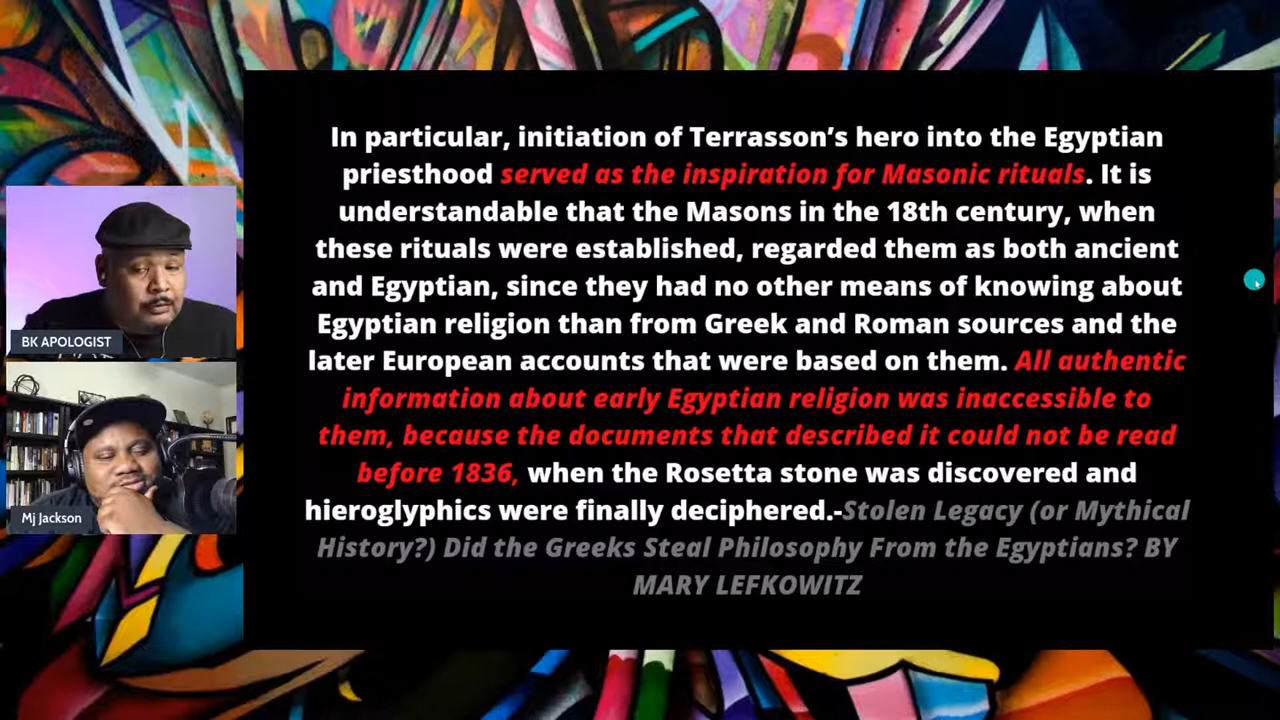 In particular, initiation of Terrasson’s hero into the Egyptian
priesthood served as the inspiration for Masonic rituals. It is
understandable that the Masons in the 18th century, when
these rituals were established, regarded them as both ancient
and Egyptian, since they had no other means of knowing about
Egyptian religion than from Greek and Roman sources and the
later European accounts that were based on them. All authentic
information about early Egyptian religion was inaccessible to
them, because the documents that described it could not be read
before 1836, when the Rosetta stone was discovered and
hieroglyphics were finally deciphered.-Stolen Legacy (or Mythical
History?) Did the Greeks Steal Philosophy From the Egyptians? BY
MARY LEFKOWITZ
BK APOLOGIST
Mj Jackson